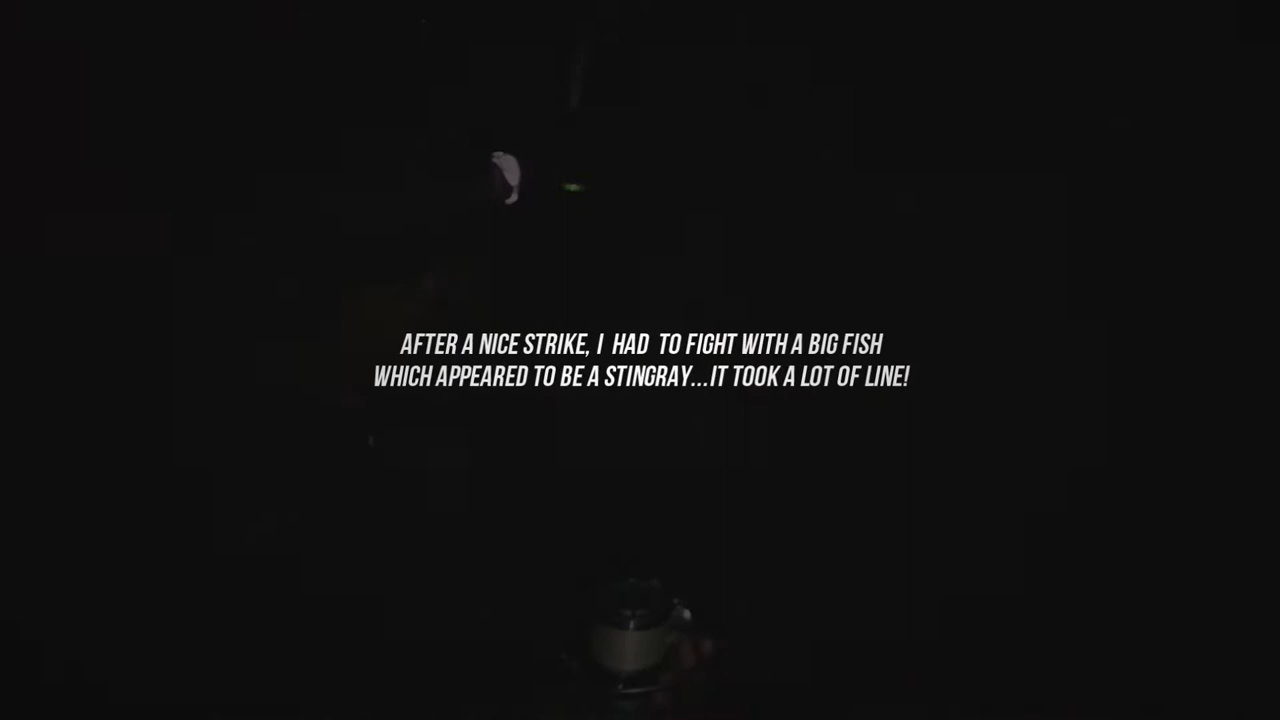 AFTER A NICE STRIKE, I HAD TO FIGHT WITH A BIG FISH
WHICH APPEARED TO BE A STINGRAY...IT TOOK A LOT OF LINE!